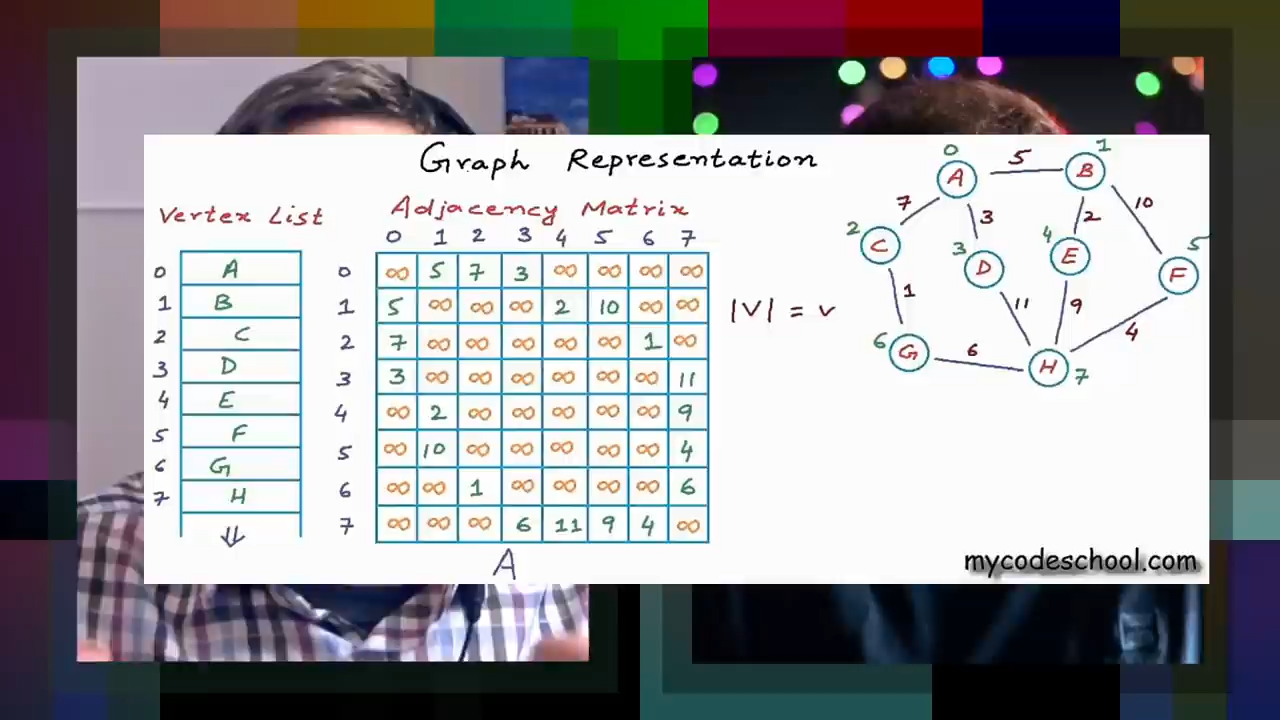 Graph Representation
Vertex List
0 A
1 B
2 C
3 D
4 E
5 F
6 G
7 H
Adjacency Matrix
0 1 2 3 4 5 6 7
0 ∞ 5 7 3 ∞ ∞ ∞ ∞
1 5 ∞ ∞ ∞ 2 10 ∞ ∞
2 7 ∞ ∞ ∞ ∞ ∞ 1 ∞
3 3 ∞ ∞ ∞ ∞ ∞ ∞ 11
4 ∞ 2 ∞ ∞ ∞ ∞ ∞ 9
5 ∞ 10 ∞ ∞ ∞ ∞ ∞ 4
6 ∞ ∞ 1 ∞ ∞ ∞ ∞ 6
7 ∞ ∞ ∞ 6 11 9 4 ∞
A
|V| = v
0 1
A 5 B
7 3 2 10
2 C 3 D 4 E 5 F
1 11 9 4
6 G 6 H 7
mycodeschool.com